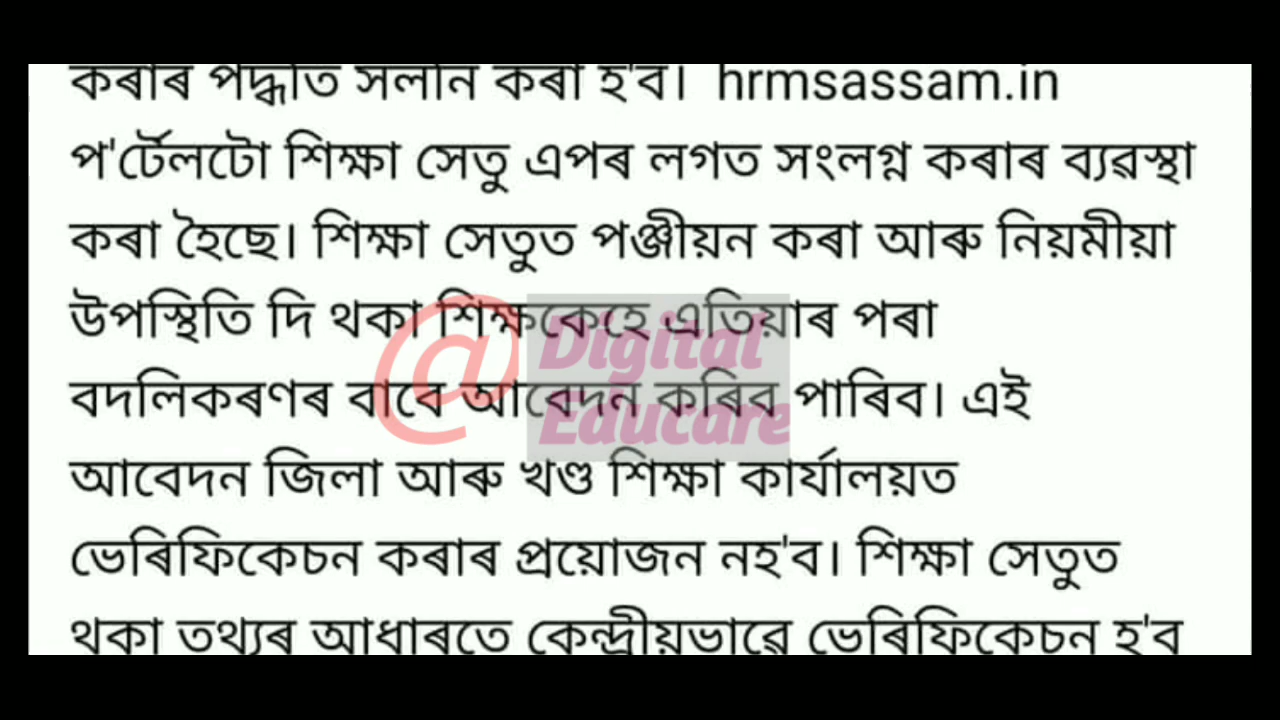 কৰাৰ পদ্ধতি সলনি কৰা হ'ব। hrmsassam.in
প'ৰ্টেলটো শিক্ষা সেতু এপৰ লগত সংলগ্ন কৰাৰ ব্যৱস্থা
কৰা হৈছে। শিক্ষা সেতুত পঞ্জীয়ন কৰা আৰু নিয়মীয়া
উপস্থিতি দি থকা শিক্ষকেহে এতিয়াৰ পৰা
বদলিকৰণৰ বাবে আবেদন কৰিব পাৰিব। এই
আবেদন জিলা আৰু খণ্ড শিক্ষা কাৰ্যালয়ত
ভেৰিফিকেচন কৰাৰ প্ৰয়োজন নহ'ব। শিক্ষা সেতুত
থকা তথ্যৰ আধাৰতে কেন্দ্ৰীয়ভাৱে ভেৰিফিকেচন হ'ব
@Digital
Educare